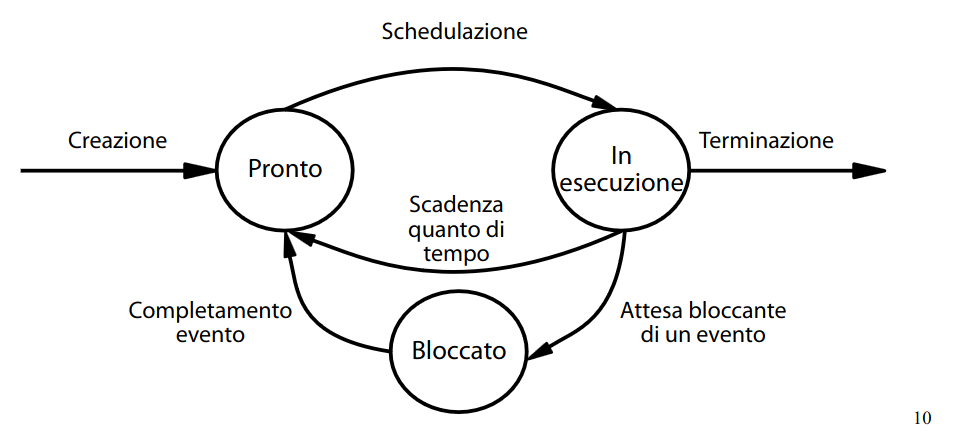 Schedulazione
Creazione
Pronto
In
esecuzione
Terminazione
Scadenza
quanto di
tempo
Completamento
evento
Bloccato
Attesa bloccante
di un evento
10